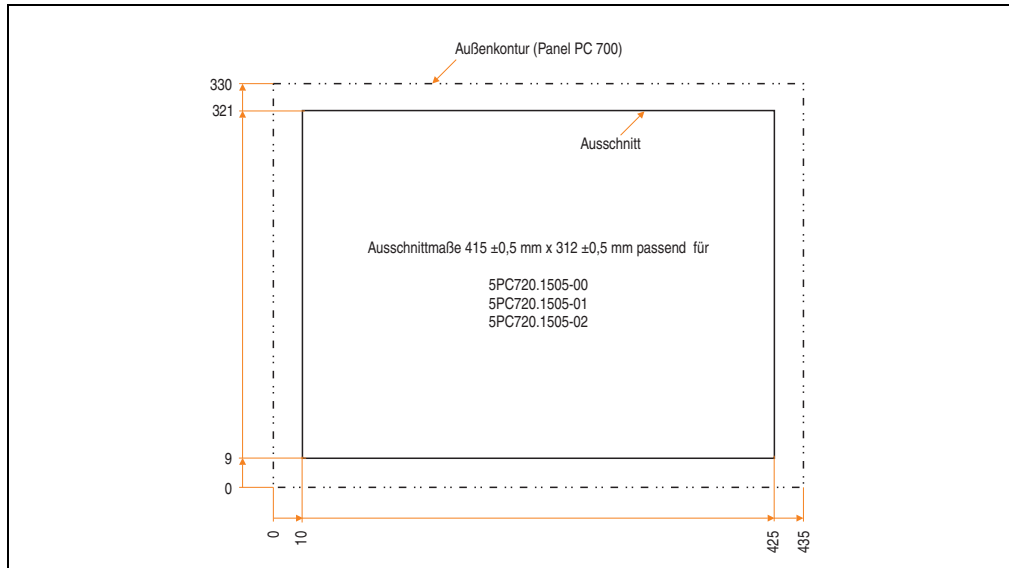 Außenkontur (Panel PC 700)
330
321
Ausschnitt
Ausschnittmaße 415 ±0,5 mm x 312 ±0,5 mm passend für
5PC720.1505-00
5PC720.1505-01
5PC720.1505-02
9
0
0
10
425
435